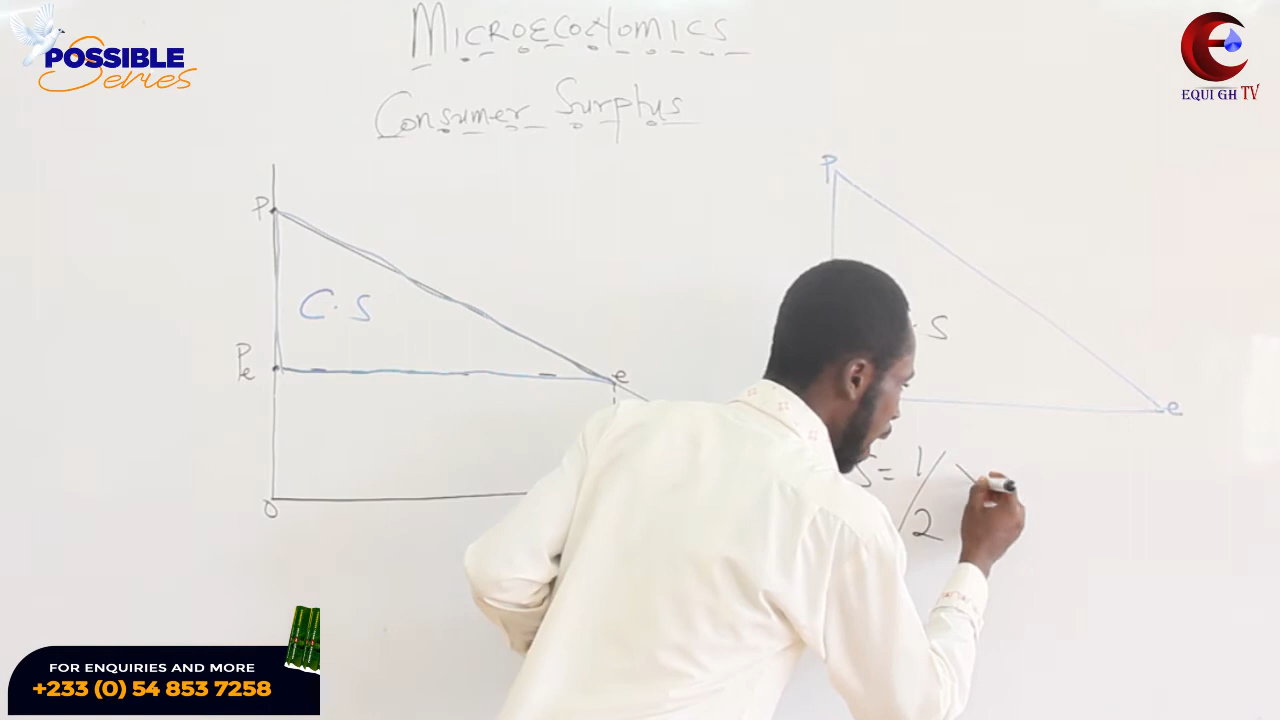 POSSIBLE
Series
EQUI GH TV
MICROECONOMICS
Consumer Surplus
P
C.S
Pe
e
O
P
. S
e
S = 1/2
FOR ENQUIRIES AND MORE
+233 (0) 54 853 7258